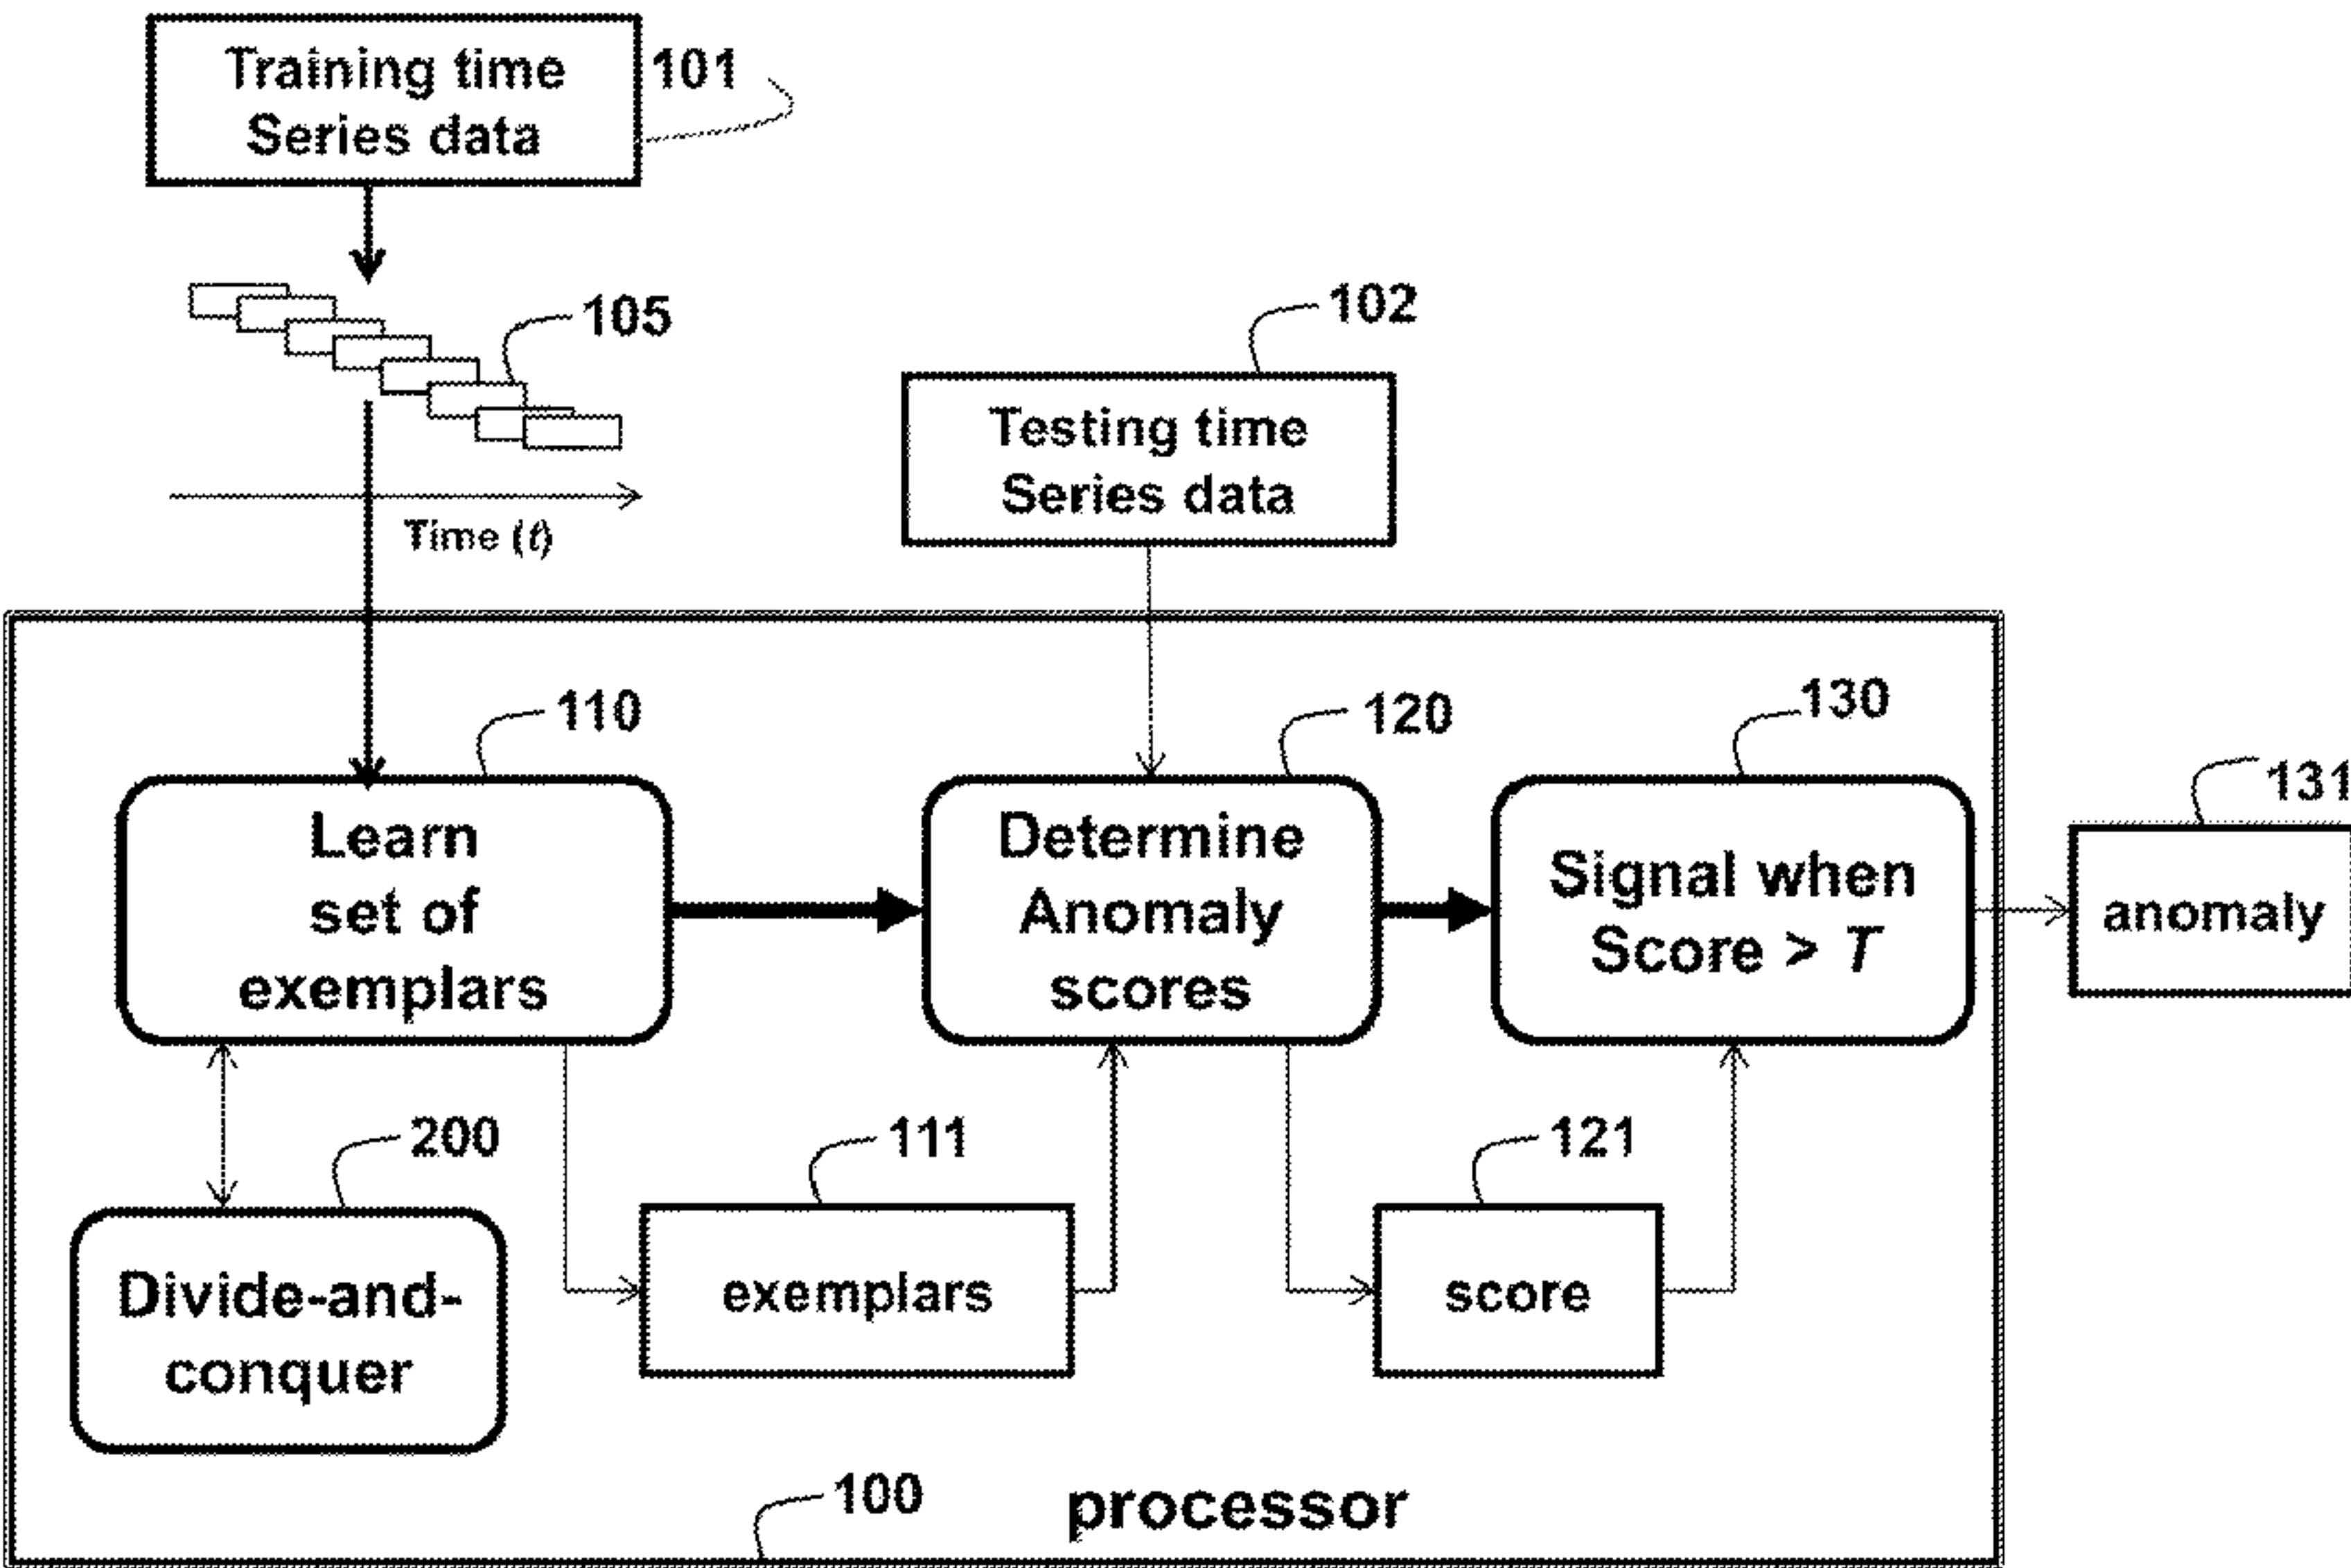 Training time
Series data
101
105
102
Testing time
Series data
Time (t)
110
120
130
131
Learn
set of
exemplars
Determine
Anomaly
scores
Signal when
Score > T
anomaly
200
111
121
Divide-and-
conquer
exemplars
score
100
processor